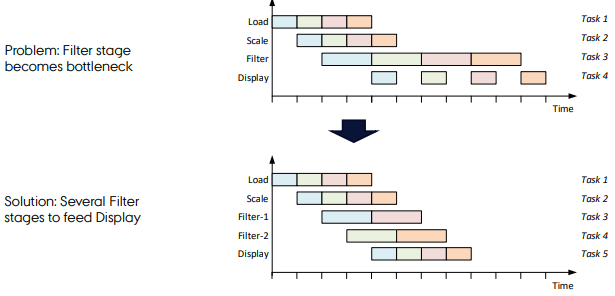 Problem: Filter stage
becomes bottleneck
Load
Task 1
Scale
Task 2
Filter
Task 3
Display
Task 4
Time
Solution: Several Filter
stages to feed Display
Load
Task 1
Scale
Task 2
Filter-1
Task 3
Filter-2
Task 4
Display
Task 5
Time